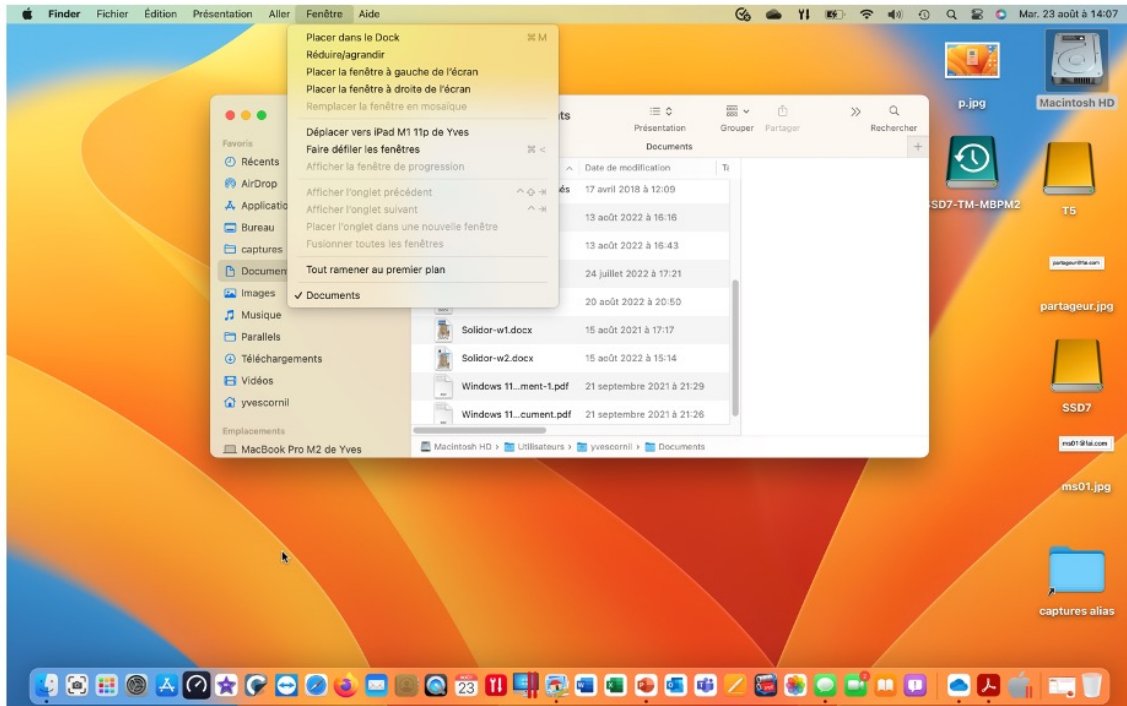 Finder Fichier Édition Présentation Aller Fenêtre Aide
Mar. 23 août à 14:07
Placer dans le Dock ⌘ M
Réduire/agrandir
Placer la fenêtre à gauche de l'écran
Placer la fenêtre à droite de l'écran
Remplacer la fenêtre en mosaïque
Déplacer vers iPad M1 11p de Yves
Faire défiler les fenêtres ⌘ <
Afficher la fenêtre de progression
Afficher l'onglet précédent
Afficher l'onglet suivant
Placer l'onglet dans une nouvelle fenêtre
Fusionner toutes les fenêtres
Tout ramener au premier plan
✓ Documents
ts
Présentation Grouper Partager Rechercher
Documents
+
Date de modification
és 17 avril 2018 à 12:09
13 août 2022 à 16:16
13 août 2022 à 16:43
24 juillet 2022 à 17:21
20 août 2022 à 20:50
Solidor-w1.docx 15 août 2021 à 17:17
Solidor-w2.docx 15 août 2022 à 15:14
Windows 11...ment-1.pdf 21 septembre 2021 à 21:29
Windows 11...cument.pdf 21 septembre 2021 à 21:26
Macintosh HD › Utilisateurs › yvescornil › Documents
Favoris
Récents
AirDrop
Applicatio
Bureau
captures
Documen
Images
Musique
Parallels
Téléchargements
Vidéos
yvescornil
Emplacements
MacBook Pro M2 de Yves
p.jpg
Macintosh HD
SD7-TM-MBPM2
T5
partageur.jpg
SSD7
ms01.jpg
captures alias
AOÛT
23